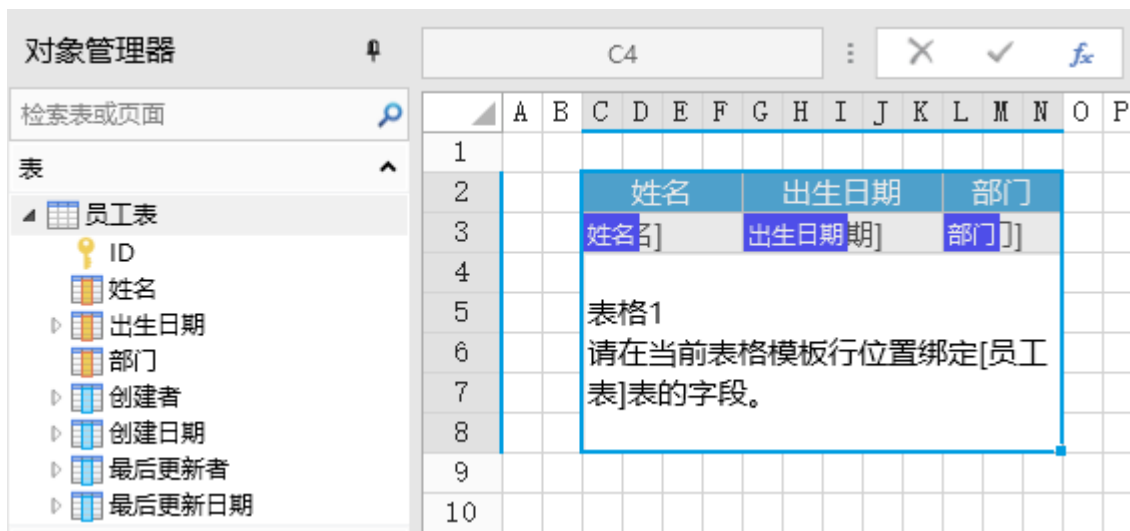 对象管理器
检索表或页面
表
员工表
ID
姓名
出生日期
部门
创建者
创建日期
最后更新者
最后更新日期
C4
fx
A B C D E F G H I J K L M N O P
1
2 姓名 出生日期 部门
3 姓名名] 出生日期期] 部门门]
4
5 表格1
6 请在当前表格模板行位置绑定[员工
7 表]表的字段。
8
9
10